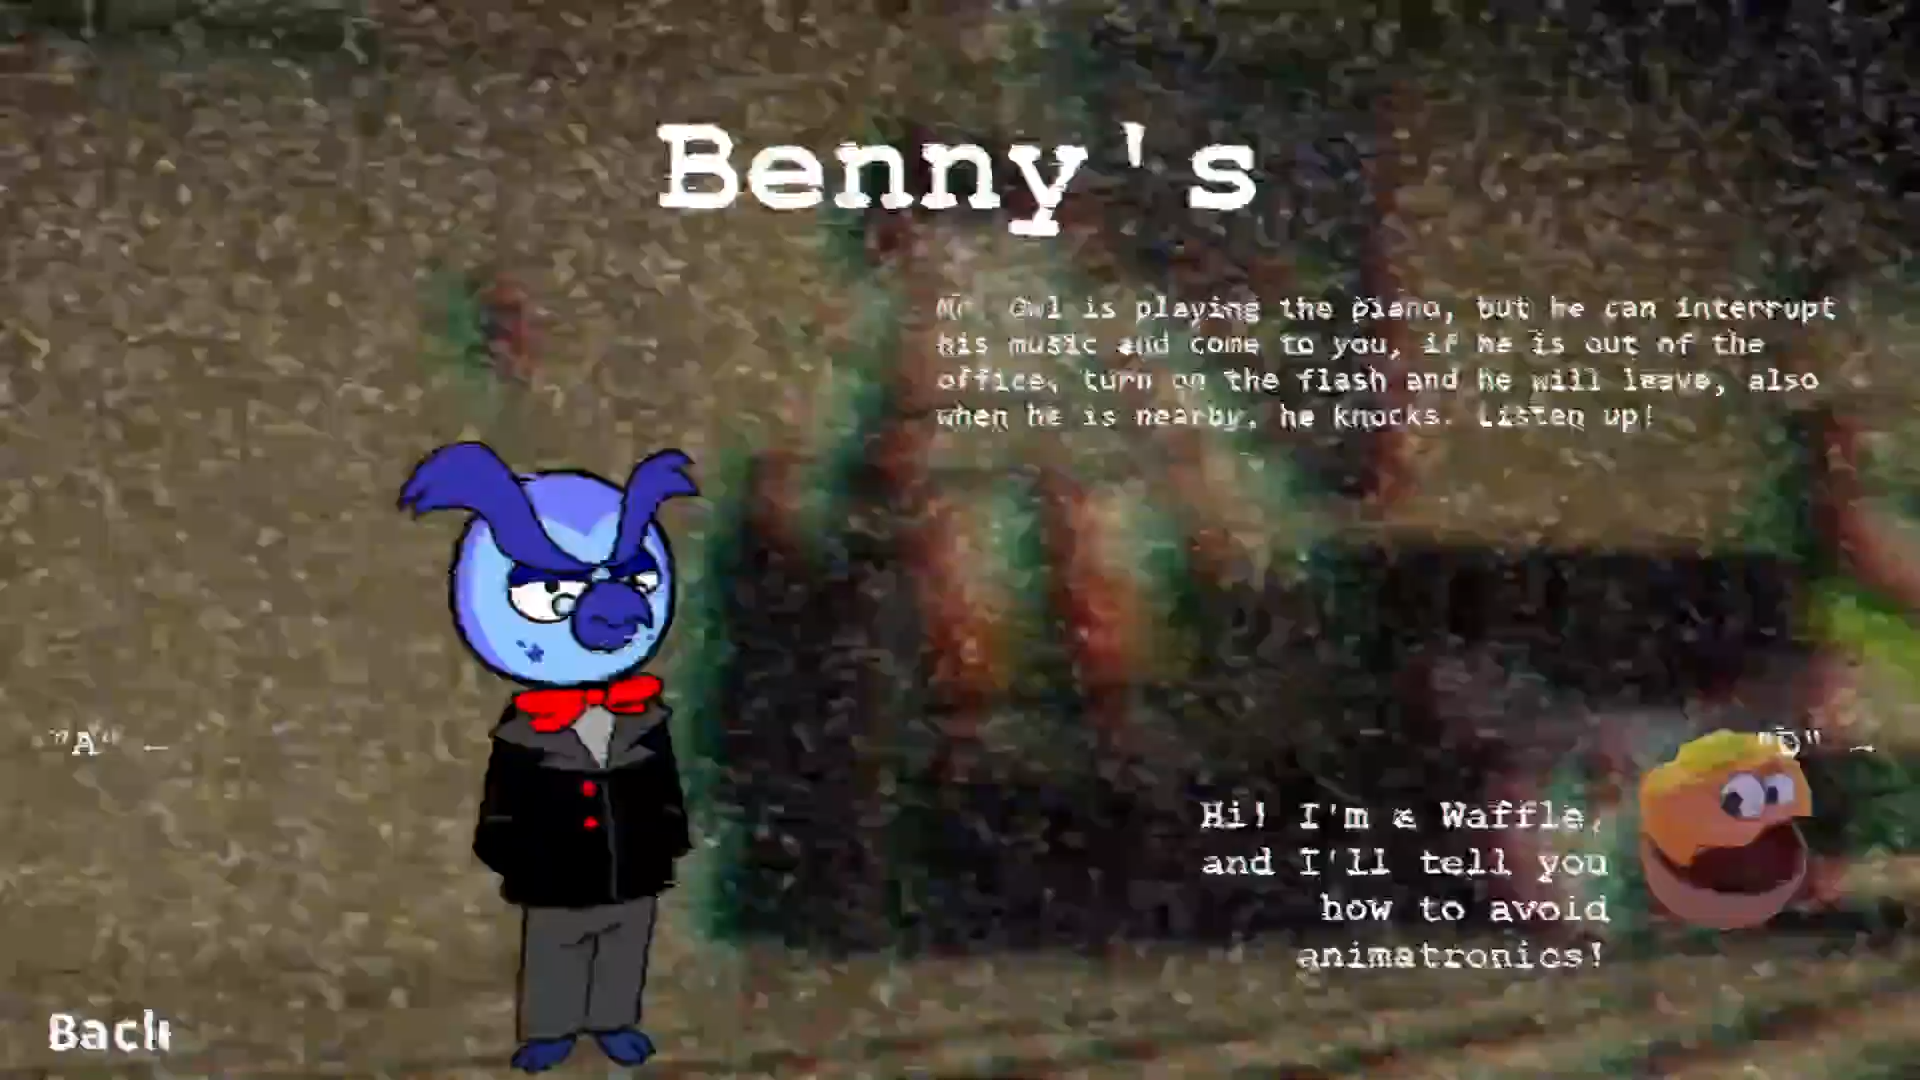 Benny's
Mr. Owl is playing the piano, but he can interrupt
his music and come to you, if he is out of the
office, turn on the flash and he will leave, also
when he is nearby, he knocks. Listen up!
"A" ←
"D" →
Hi! I'm a Waffle,
and I'll tell you
how to avoid
animatronics!
Back